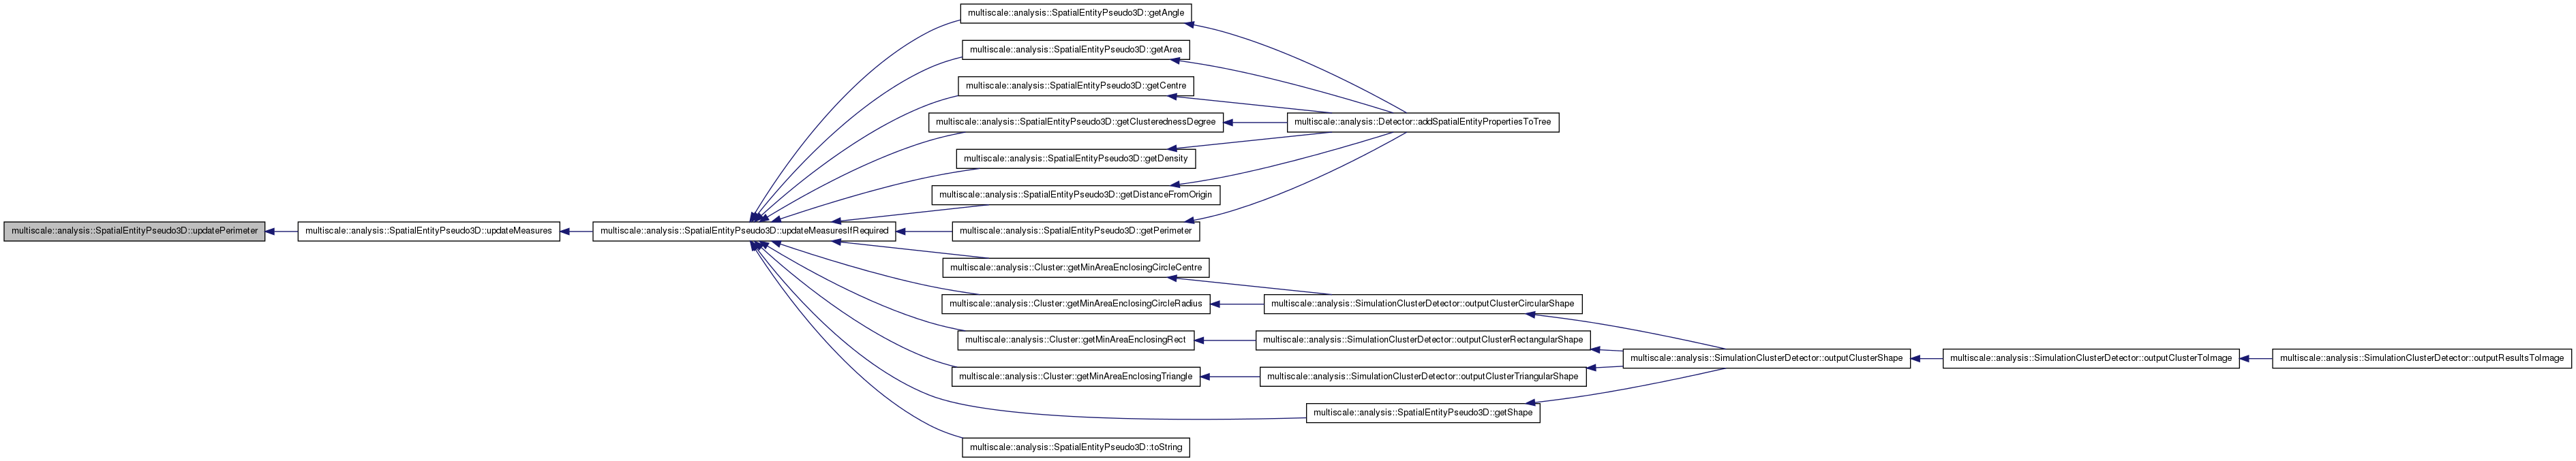 multiscale::analysis::SpatialEntityPseudo3D::getAngle
multiscale::analysis::SpatialEntityPseudo3D::getArea
multiscale::analysis::SpatialEntityPseudo3D::getCentre
multiscale::analysis::SpatialEntityPseudo3D::getClusterednessDegree
multiscale::analysis::Detector::addSpatialEntityPropertiesToTree
multiscale::analysis::SpatialEntityPseudo3D::getDensity
multiscale::analysis::SpatialEntityPseudo3D::getDistanceFromOrigin
multiscale::analysis::SpatialEntityPseudo3D::updatePerimeter
multiscale::analysis::SpatialEntityPseudo3D::updateMeasures
multiscale::analysis::SpatialEntityPseudo3D::updateMeasuresIfRequired
multiscale::analysis::SpatialEntityPseudo3D::getPerimeter
multiscale::analysis::Cluster::getMinAreaEnclosingCircleCentre
multiscale::analysis::Cluster::getMinAreaEnclosingCircleRadius
multiscale::analysis::SimulationClusterDetector::outputClusterCircularShape
multiscale::analysis::Cluster::getMinAreaEnclosingRect
multiscale::analysis::SimulationClusterDetector::outputClusterRectangularShape
multiscale::analysis::SimulationClusterDetector::outputClusterShape
multiscale::analysis::SimulationClusterDetector::outputClusterToImage
multiscale::analysis::SimulationClusterDetector::outputResultsToImage
multiscale::analysis::Cluster::getMinAreaEnclosingTriangle
multiscale::analysis::SimulationClusterDetector::outputClusterTriangularShape
multiscale::analysis::SpatialEntityPseudo3D::getShape
multiscale::analysis::SpatialEntityPseudo3D::toString